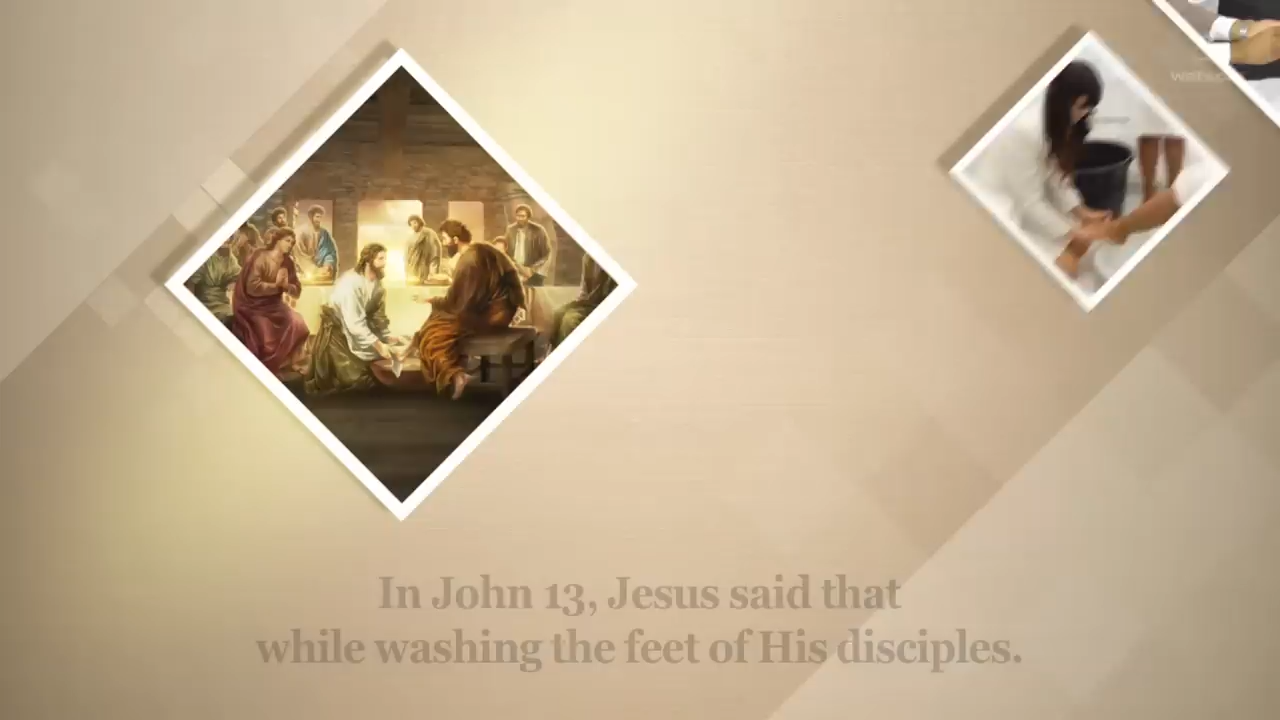 In John 13, Jesus said that
while washing the feet of His disciples.